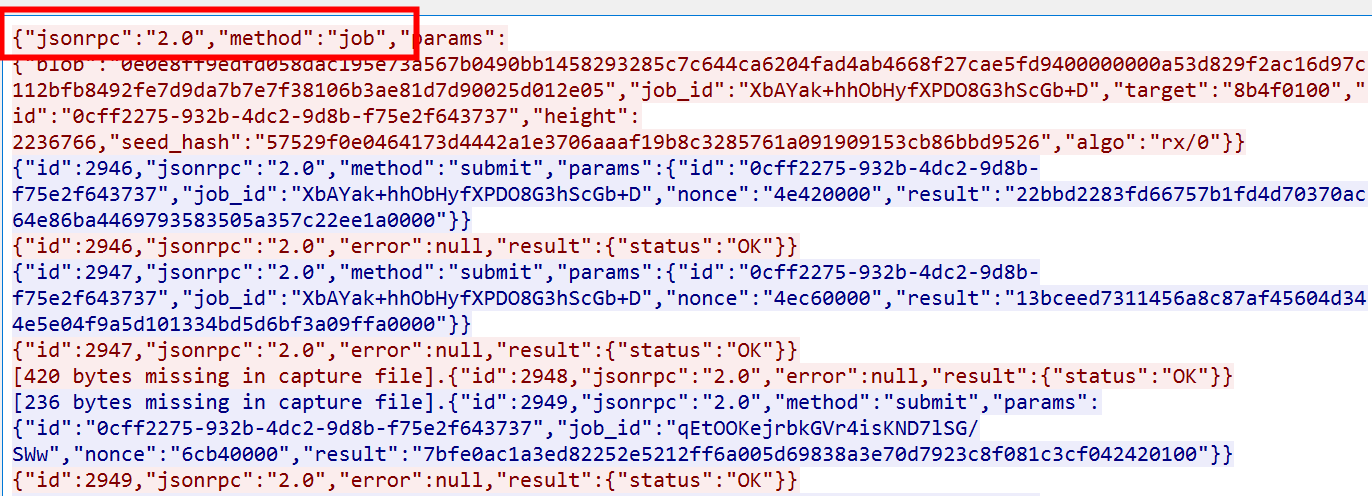 {"jsonrpc":"2.0","method":"job","params":
{"blob":"0e0e8ff9edfd058dac195e73a567b0490bb1458293285c7c644ca6204fad4ab4668f27cae5fd9400000000a53d829f2ac16d97c
112bfb8492fe7d9da7b7e7f38106b3ae81d7d90025d012e05","job_id":"XbAYak+hhObHyfXPDO8G3hScGb+D","target":"8b4f0100","
id":"0cff2275-932b-4dc2-9d8b-f75e2f643737","height":
2236766,"seed_hash":"57529f0e0464173d4442a1e3706aaaf19b8c3285761a091909153cb86bbd9526","algo":"rx/0"}}
{"id":2946,"jsonrpc":"2.0","method":"submit","params":{"id":"0cff2275-932b-4dc2-9d8b-
f75e2f643737","job_id":"XbAYak+hhObHyfXPDO8G3hScGb+D","nonce":"4e420000","result":"22bbd2283fd66757b1fd4d70370ac
64e86ba4469793583505a357c22ee1a0000"}}
{"id":2946,"jsonrpc":"2.0","error":null,"result":{"status":"OK"}}
{"id":2947,"jsonrpc":"2.0","method":"submit","params":{"id":"0cff2275-932b-4dc2-9d8b-
f75e2f643737","job_id":"XbAYak+hhObHyfXPDO8G3hScGb+D","nonce":"4ec60000","result":"13bceed7311456a8c87af45604d34
4e5e04f9a5d101334bd5d6bf3a09ffa0000"}}
{"id":2947,"jsonrpc":"2.0","error":null,"result":{"status":"OK"}}
[420 bytes missing in capture file].{"id":2948,"jsonrpc":"2.0","error":null,"result":{"status":"OK"}}
[236 bytes missing in capture file].{"id":2949,"jsonrpc":"2.0","method":"submit","params":
{"id":"0cff2275-932b-4dc2-9d8b-f75e2f643737","job_id":"qEtOOKejrbkGVr4isKND7lSG/
SWw","nonce":"6cb40000","result":"7bfe0ac1a3ed82252e5212ff6a005d69838a3e70d7923c8f081c3cf042420100"}}
{"id":2949,"jsonrpc":"2.0","error":null,"result":{"status":"OK"}}